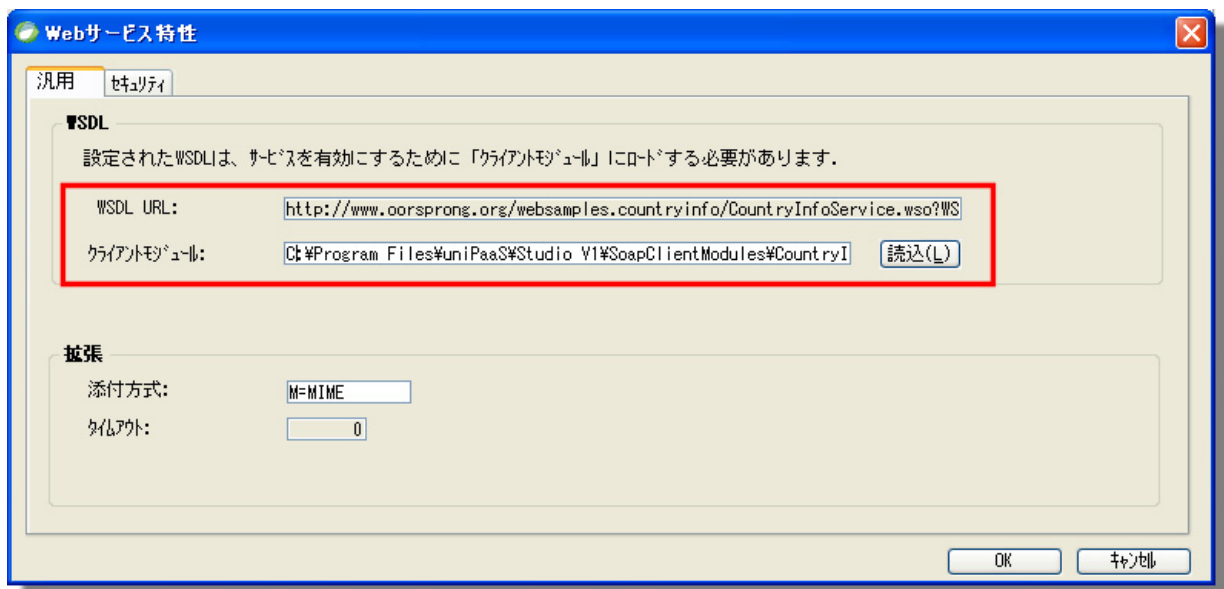 Webサービス特性
汎用 ｾｷｭﾘﾃｨ
WSDL
設定されたWSDLは、ｻｰﾋﾞｽを有効にするために「ｸﾗｲｱﾝﾄﾓｼﾞｭｰﾙ」にﾛｰﾄﾞする必要があります.
WSDL URL: http://www.oorsprong.org/websamples.countryinfo/CountryInfoService.wso?WS
ｸﾗｲｱﾝﾄﾓｼﾞｭｰﾙ: C:¥Program Files¥uniPaaS¥Studio V1¥SoapClientModules¥CountryI 読込(L)
拡張
添付方式: M=MIME
ﾀｲﾑｱｳﾄ: 0
OK ｷｬﾝｾﾙ